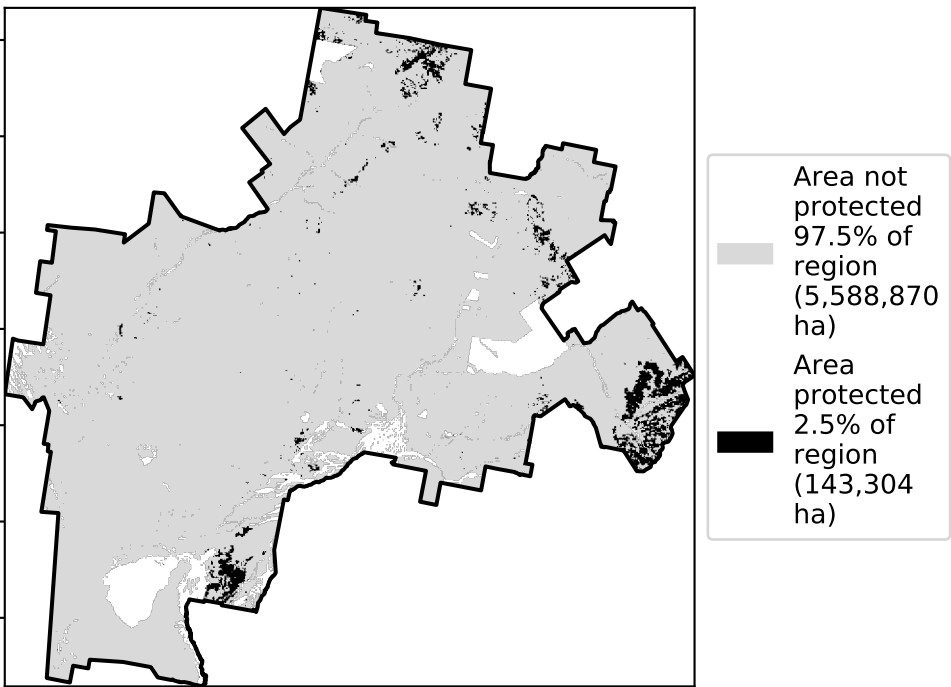 Area not
protected
97.5% of
region
(5,588,870
ha)
Area
protected
2.5% of
region
(143,304
ha)